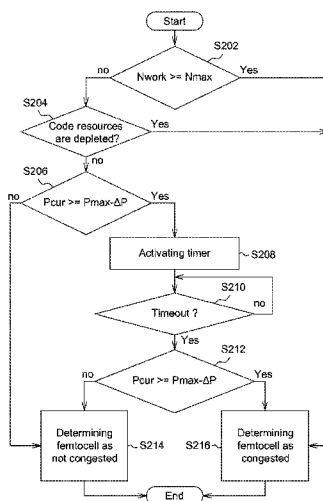 Start
S202
Nwork >= Nmax
no
Yes
S204
Code resources
are depleted?
Yes
no
S206
Pcur >= Pmax-ΔP
no
Yes
Activating timer
S208
S210
Timeout ?
no
Yes
S212
Pcur >= Pmax-ΔP
no
Yes
Determining
femtocell as
not congested
S214
S216
Determining
femtocell as
congested
End